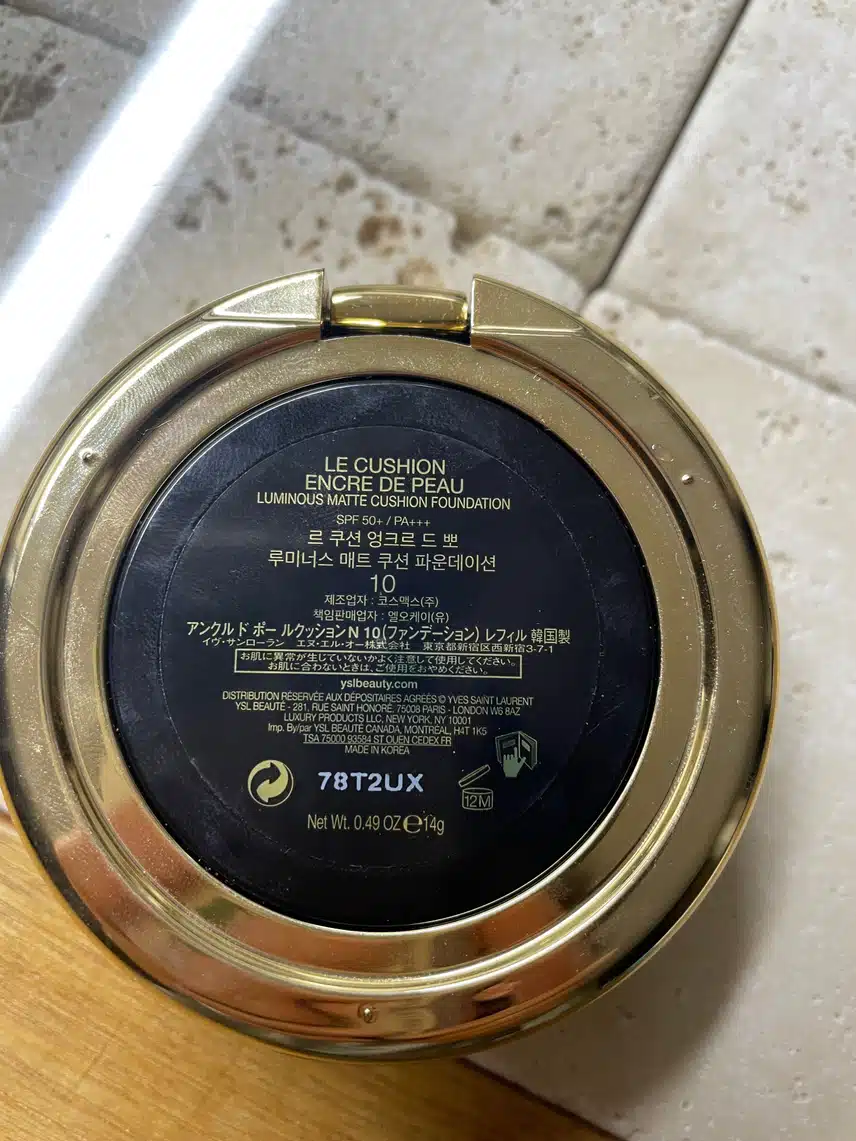 LE CUSHION
ENCRE DE PEAU
LUMINOUS MATTE CUSHION FOUNDATION
SPF 50+ / PA+++
르 쿠션 엉크르 드 뽀
루미너스 매트 쿠션 파운데이션
10
제조업자 : 코스맥스(주)
책임판매업자 : 엘오케이(유)
アンクル ド ポー ルクッション N 10 (ファンデーション) レフィル 韓国製
イヴ・サンローラン エヌ・エル・オー株式会社 東京都新宿区西新宿3-7-1
お肌に異常が生じていないかよく注意して使用してください。
お肌に合わないときは、ご使用をおやめください。
yslbeauty.com
DISTRIBUTION RÉSERVÉE AUX DÉPOSITAIRES AGRÉÉS © YVES SAINT LAURENT
YSL BEAUTÉ - 281, RUE SAINT HONORÉ, 75008 PARIS - LONDON W6 8AZ
LUXURY PRODUCTS LLC, NEW YORK, NY 10001
Imp. By/par YSL BEAUTÉ CANADA, MONTRÉAL, H4T 1K5
TSA 75000 93584 ST OUEN CEDEX FR
MADE IN KOREA
78T2UX
12M
Net Wt. 0.49 OZ ℮ 14g